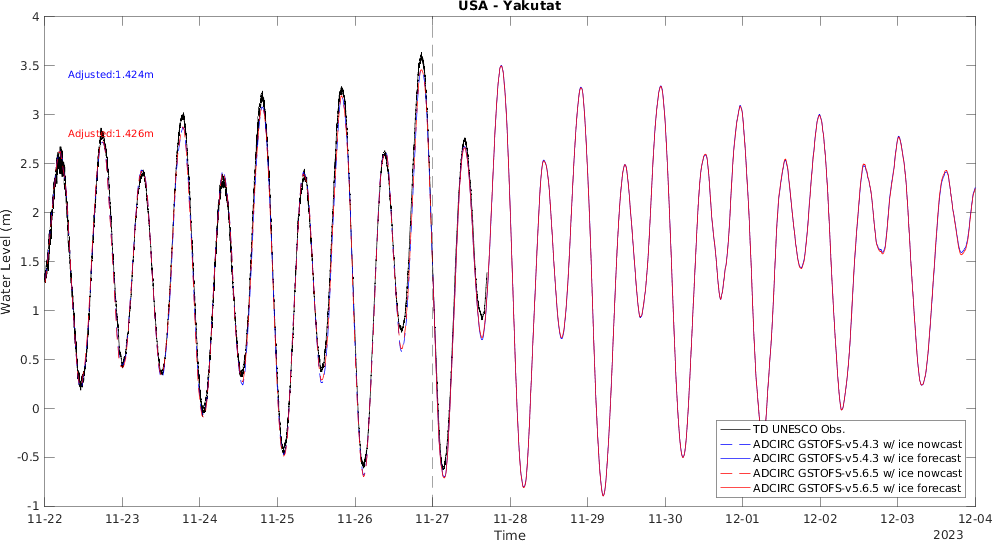 USA - Yakutat
4
3.5
3
2.5
2
1.5
1
0.5
0
-0.5
-1
Water Level (m)
Adjusted:1.424m
Adjusted:1.426m
TD UNESCO Obs.
ADCIRC GSTOFS-v5.4.3 w/ ice nowcast
ADCIRC GSTOFS-v5.4.3 w/ ice forecast
ADCIRC GSTOFS-v5.6.5 w/ ice nowcast
ADCIRC GSTOFS-v5.6.5 w/ ice forecast
11-22 11-23 11-24 11-25 11-26 11-27 11-28 11-29 11-30 12-01 12-02 12-03 12-04
Time
2023